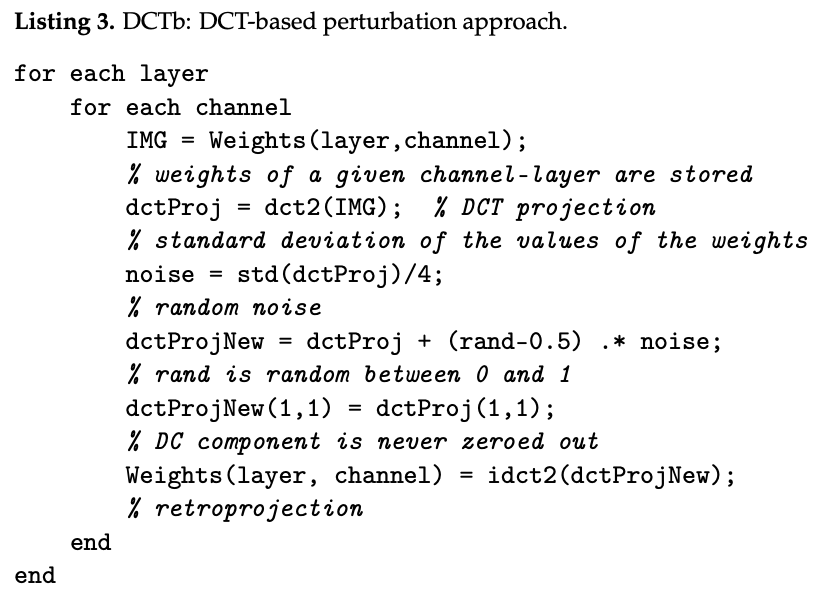 Listing 3. DCTb: DCT-based perturbation approach.
for each layer
    for each channel
        IMG = Weights(layer,channel);
        % weights of a given channel-layer are stored
        dctProj = dct2(IMG);  % DCT projection
        % standard deviation of the values of the weights
        noise = std(dctProj)/4;
        % random noise
        dctProjNew = dctProj + (rand-0.5) .* noise;
        % rand is random between 0 and 1
        dctProjNew(1,1) = dctProj(1,1);
        % DC component is never zeroed out
        Weights(layer, channel) = idct2(dctProjNew);
        % retroprojection
    end
end